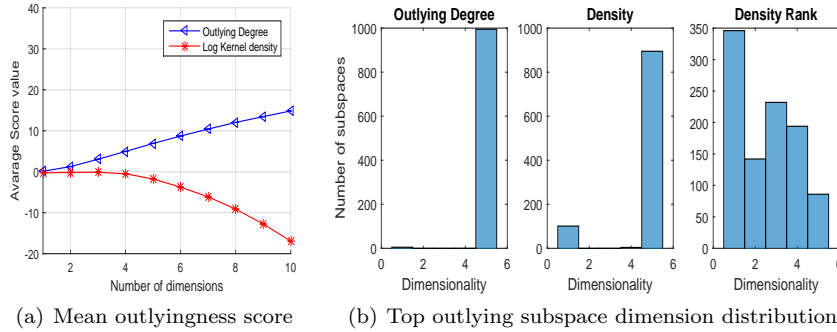 40
30
20
10
0
-10
-20
2
4
6
8
10
Avarage Score value
Number of dimensions
Outlying Degree
Log Kernel density
Outlying Degree
1000
800
600
400
200
0
0 2 4 6
Number of subspaces
Dimensionality
Density
1000
800
600
400
200
0
0 2 4 6
Dimensionality
Density Rank
350
300
250
200
150
100
50
0
0 2 4 6
Dimensionality
(a) Mean outlyingness score
(b) Top outlying subspace dimension distribution